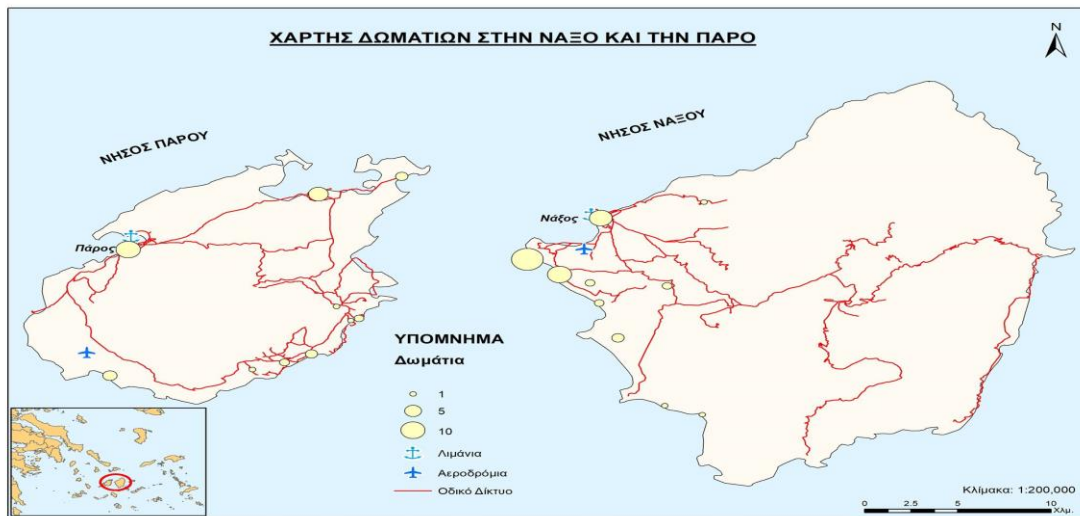 ΧΑΡΤΗΣ ΔΩΜΑΤΙΩΝ ΣΤΗΝ ΝΑΞΟ ΚΑΙ ΤΗΝ ΠΑΡΟ
N
ΝΗΣΟΣ ΠΑΡΟΥ
ΝΗΣΟΣ ΝΑΞΟΥ
Πάρος
Νάξος
ΥΠΟΜΝΗΜΑ
Δωμάτια
1
5
10
Λιμάνια
Αεροδρόμια
Οδικό Δίκτυο
Κλίμακα: 1:200,000
0 2.5 5 10
Χλμ.